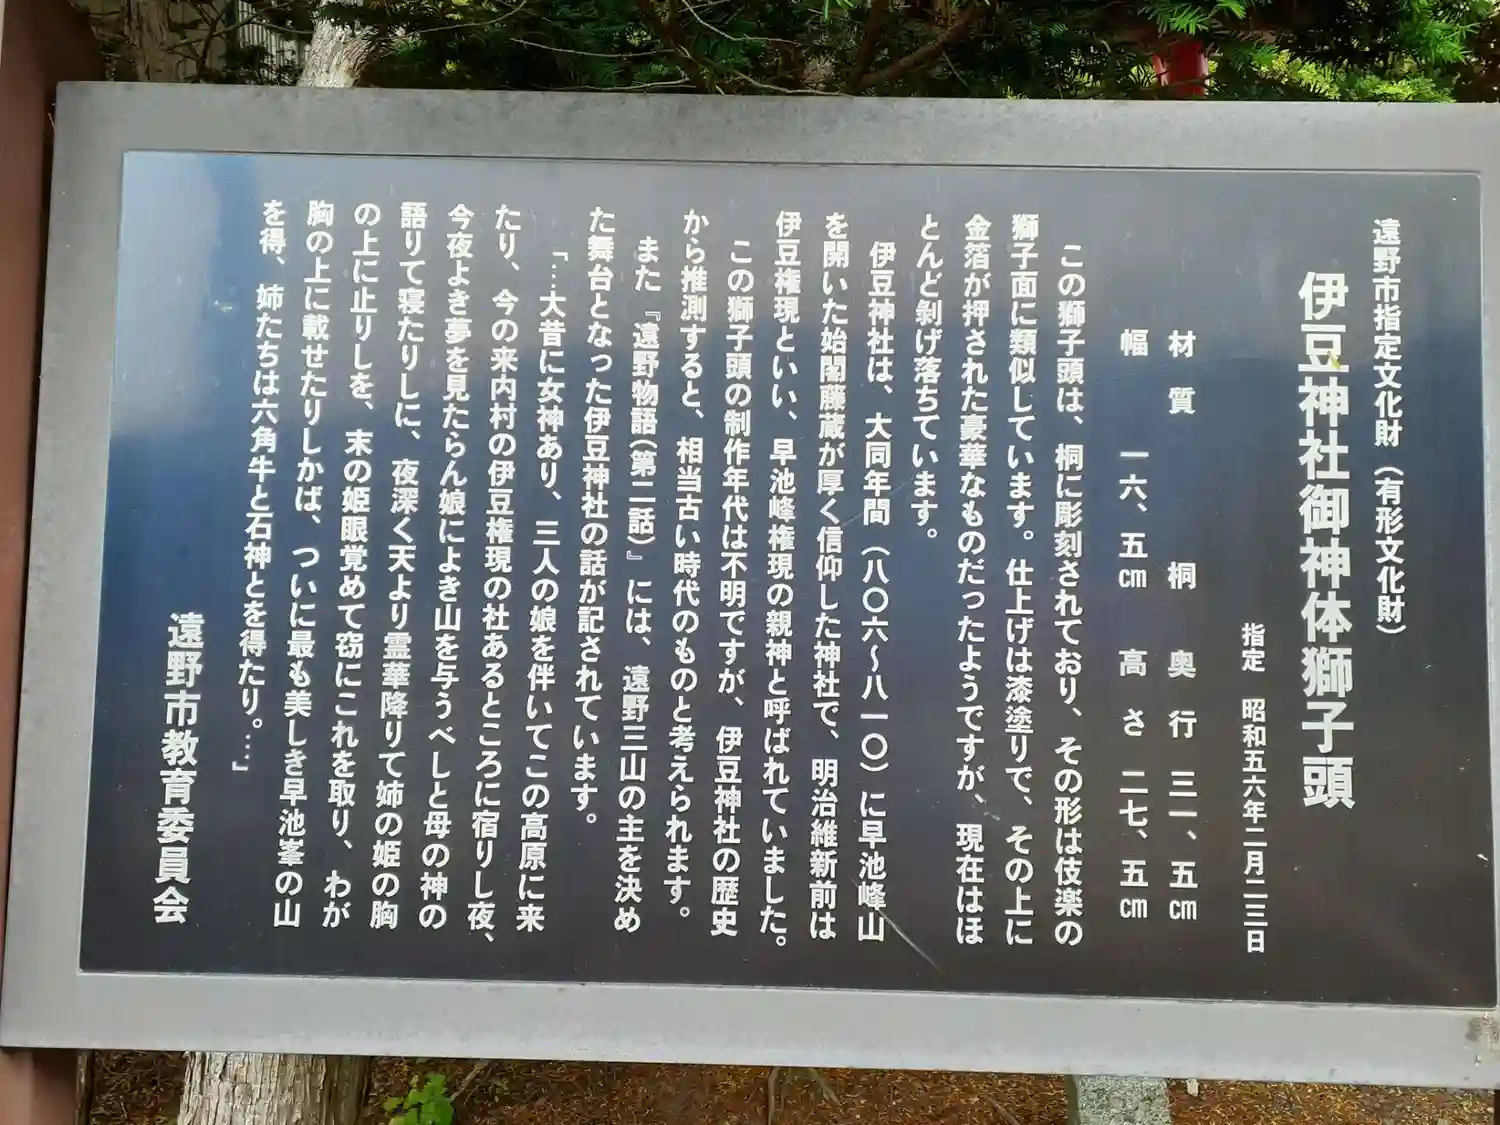 遠野市指定文化財（有形文化財）
伊豆神社御神体獅子頭
指定　昭和五六年二月二三日
材質　桐　奥行　三一、五㎝
幅　一六、五㎝　高さ　二七、五㎝
この獅子頭は、桐に彫刻されており、その形は伎楽の
獅子面に類似しています。仕上げは漆塗りで、その上に
金箔が押された豪華なものだったようですが、現在はほ
とんど剝げ落ちています。
伊豆神社は、大同年間（八〇六～八一〇）に早池峰山
を開いた始閣藤蔵が厚く信仰した神社で、明治維新前は
伊豆権現といい、早池峰権現の親神と呼ばれていました。
この獅子頭の制作年代は不明ですが、伊豆神社の歴史
から推測すると、相当古い時代のものと考えられます。
また『遠野物語（第二話）』には、遠野三山の主を決め
た舞台となった伊豆神社の話が記されています。
「…大昔に女神あり、三人の娘を伴いてこの高原に来
たり、今の来内村の伊豆権現の社あるところに宿りし夜、
今夜よき夢を見たらん娘によき山を与うべしと母の神の
語りて寝たりしに、夜深く天より霊華降りて姉の姫の胸
の上に止りしを、末の姫眼覚めて窃にこれを取り、わが
胸の上に載せたりしかば、ついに最も美しき早池峯の山
を得、姉たちは六角牛と石神とを得たり。…」
遠野市教育委員会